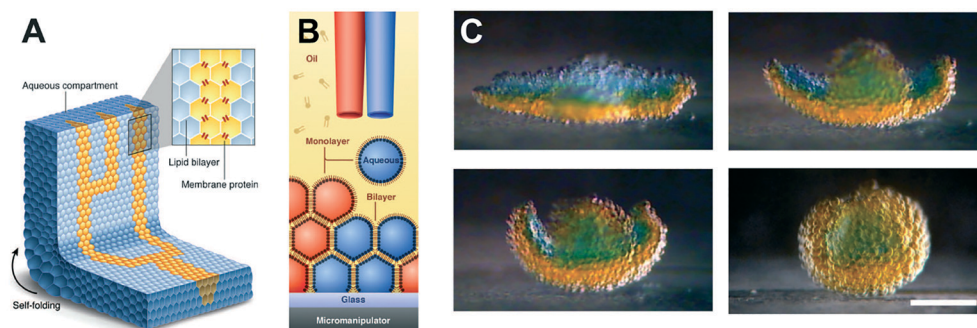 A
Aqueous compartment
Lipid bilayer
Membrane protein
Self-folding
B
Oil
Monolayer
Aqueous
Bilayer
Glass
Micromanipulator
C